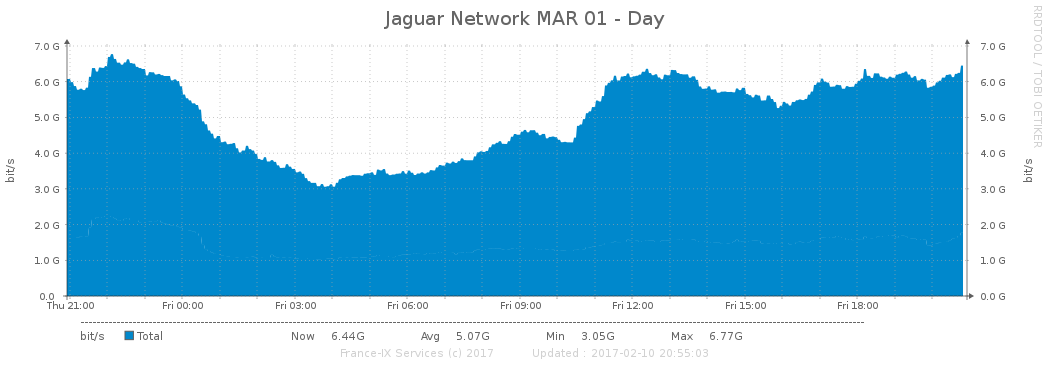 Jaguar Network MAR 01 - Day
RRDTOOL / TOBI OETIKER
bit/s
7.0 G 7.0 G
6.0 G 6.0 G
5.0 G 5.0 G
4.0 G 4.0 G
3.0 G 3.0 G
2.0 G 2.0 G
1.0 G 1.0 G
0.0 0.0 G
bit/s
Thu 21:00 Fri 00:00 Fri 03:00 Fri 06:00 Fri 09:00 Fri 12:00 Fri 15:00 Fri 18:00
bit/s Total Now 6.44G Avg 5.07G Min 3.05G Max 6.77G
France-IX Services (c) 2017 Updated : 2017-02-10 20:55:03